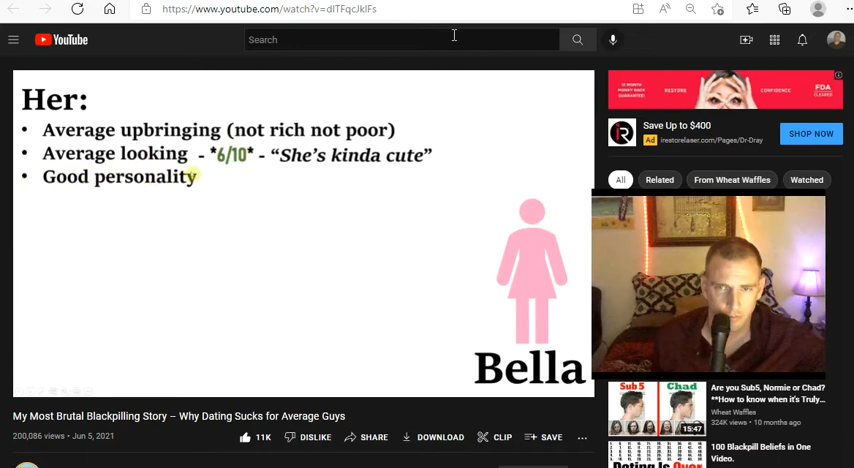 https://www.youtube.com/watch?v=dITFqcJkIFs
YouTube
Search
Her:
• Average upbringing (not rich not poor)
• Average looking - *6/10* - “She’s kinda cute”
• Good personality
Bella
My Most Brutal Blackpilling Story – Why Dating Sucks for Average Guys
200,086 views • Jun 5, 2021
11K
DISLIKE
SHARE
DOWNLOAD
CLIP
SAVE
RESTORE
CONFIDENCE
FDA
Save Up to $400
Ad irestorelaser.com/Pages/Dr-Dray
SHOP NOW
All
Related
From Wheat Waffles
Watched
Sub5
Chad
15:47
Are you Sub5, Normie or Chad?
**How to know when it's Truly...
Wheat Waffles
324K views • 10 months ago
100 Blackpill Beliefs in One
Video.